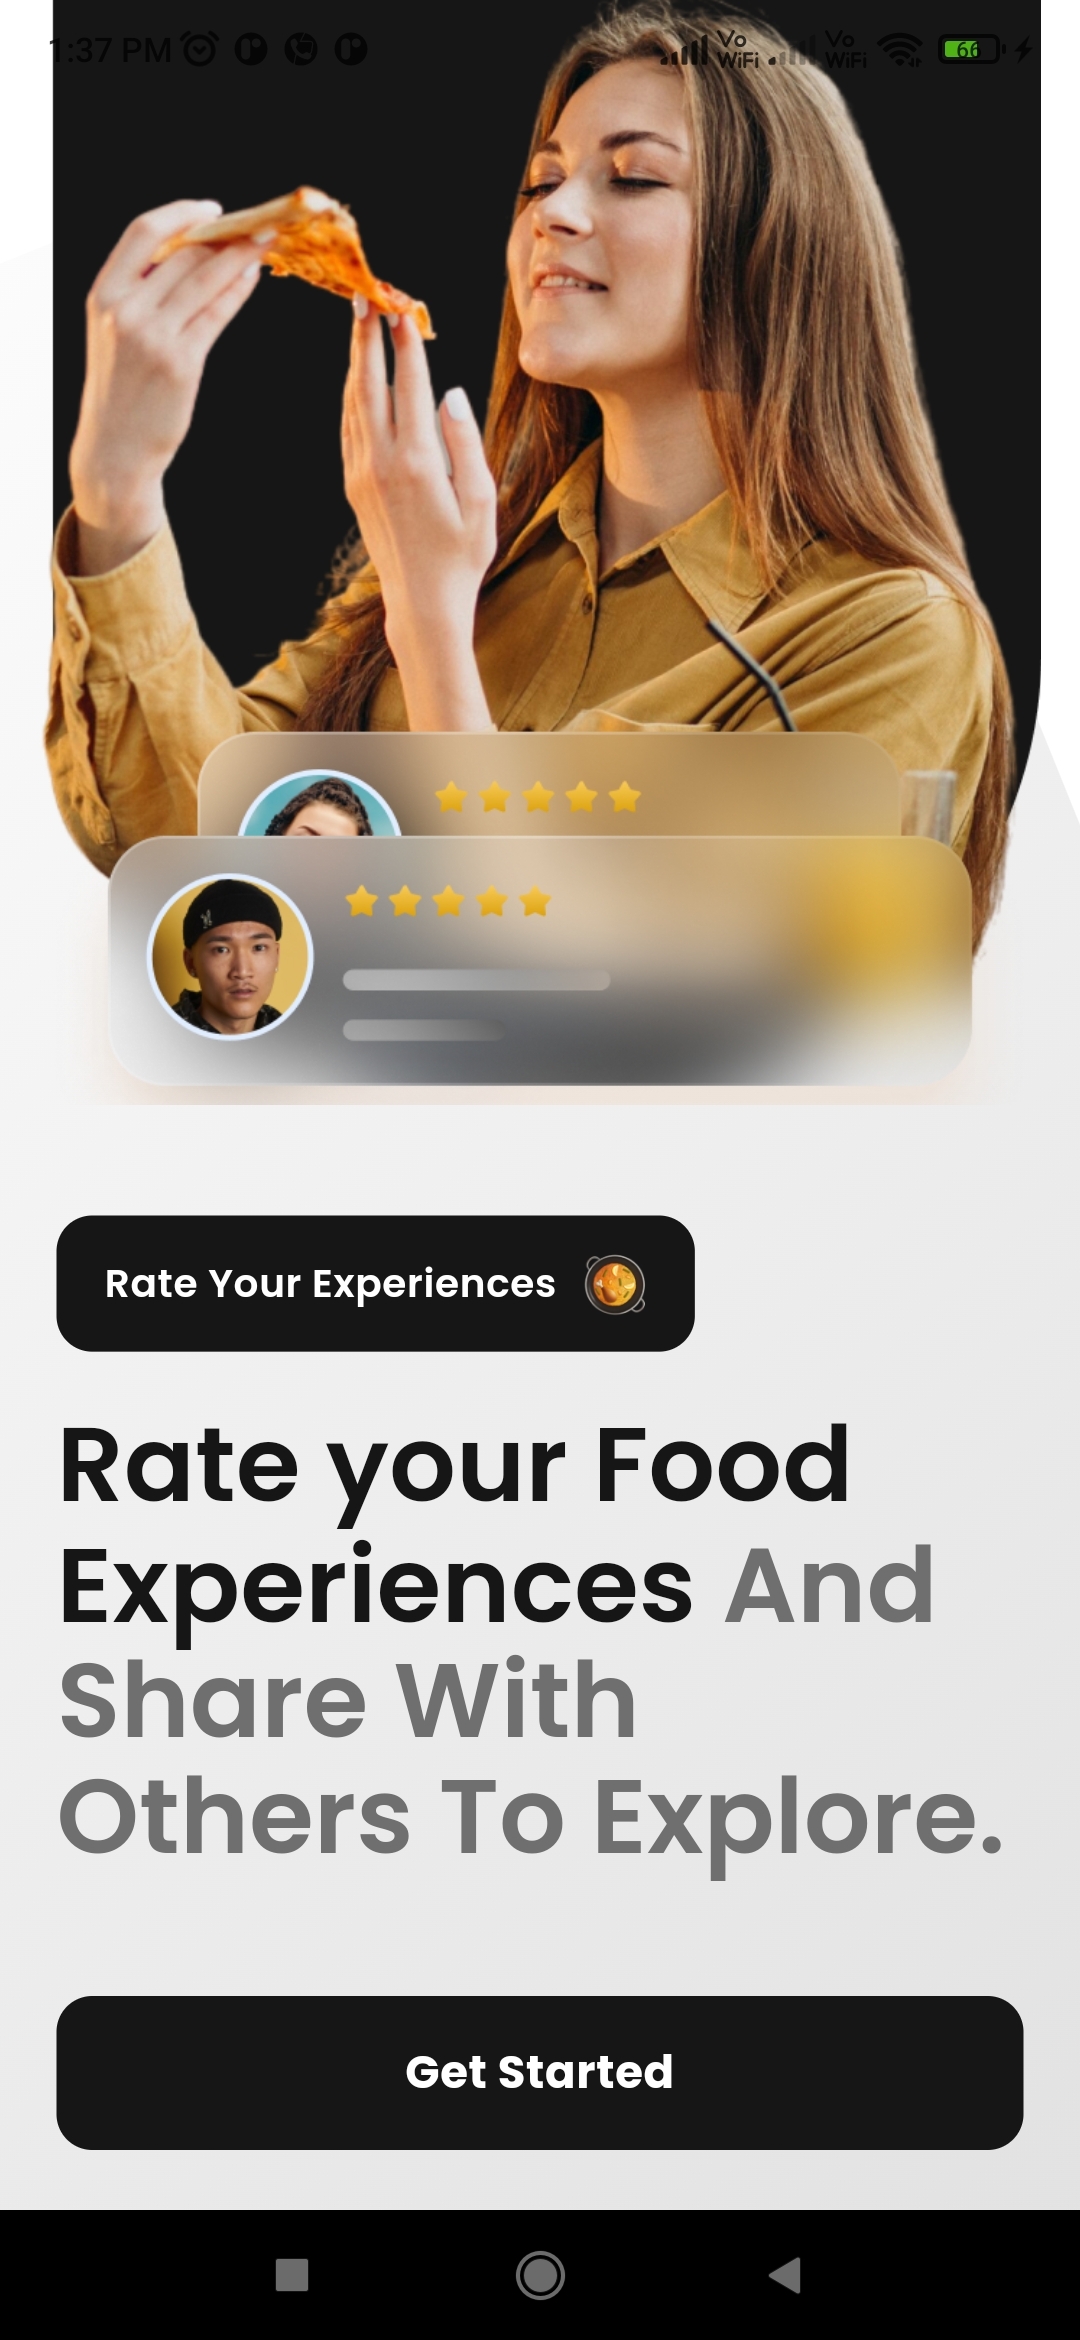 1:37 PM Vo WiFi Vo WiFi 66
Rate Your Experiences
Rate your Food
Experiences And
Share With
Others To Explore.
Get Started